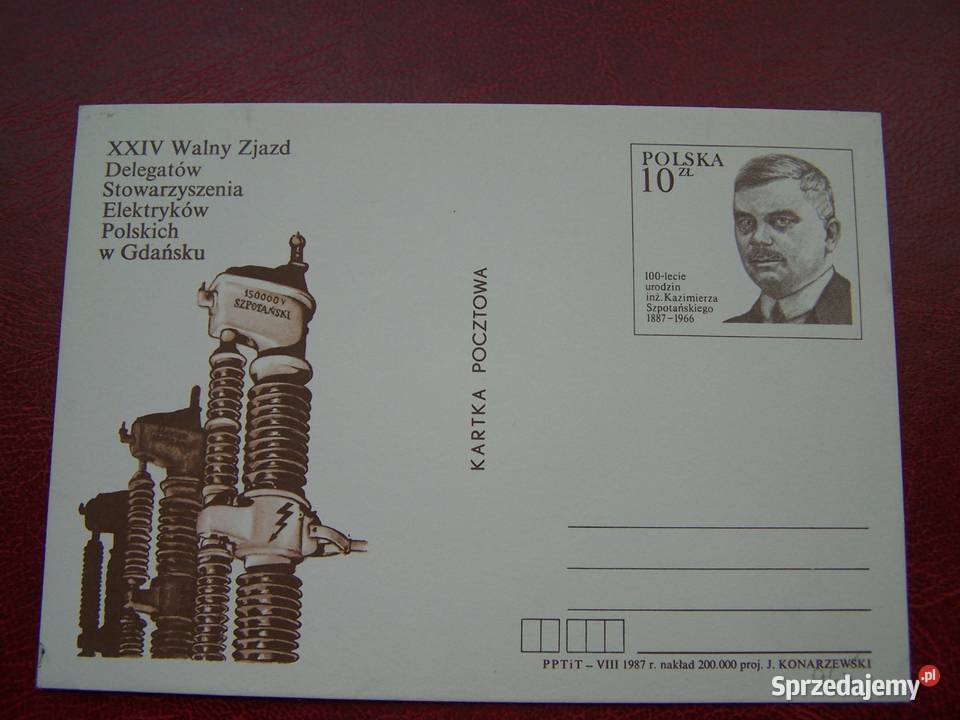 XXIV Walny Zjazd
Delegatów
Stowarzyszenia
Elektryków
Polskich
w Gdańsku
150000V
SZPOTAŃSKI
KARTKA POCZTOWA
POLSKA
10 ZŁ
100-lecie
urodzin
inż. Kazimierza
Szpotańskiego
1887-1966
PPTiT - VIII 1987 r. nakład 200.000 proj. J. KONARZEWSKI
Sprzedajemy.pl